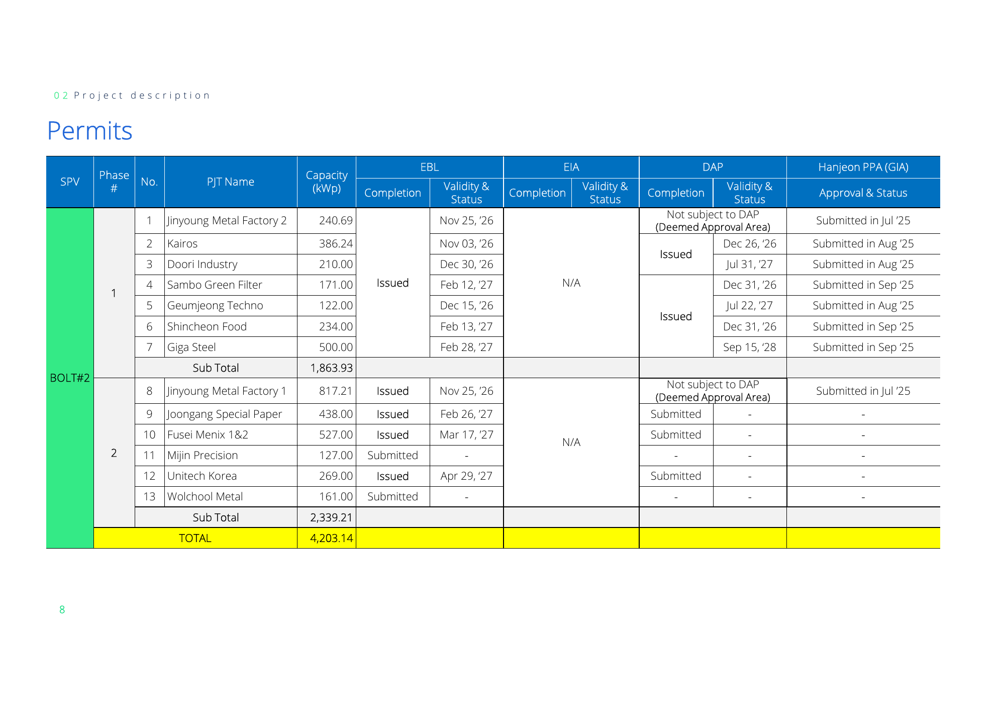 02 Project description
Permits
SPV Phase # No. PJT Name Capacity (kWp) EBL EIA DAP Hanjeon PPA (GIA)
Completion Validity & Status Completion Validity & Status Completion Validity & Status Approval & Status
BOLT#2
1
Issued
N/A
1 Jinyoung Metal Factory 2 240.69 Nov 25, ’26 Not subject to DAP (Deemed Approval Area) Submitted in Jul ’25
2 Kairos 386.24 Nov 03, ’26 Issued Dec 26, ‘26 Submitted in Aug ’25
3 Doori Industry 210.00 Dec 30, ’26 Jul 31, ’27 Submitted in Aug ’25
4 Sambo Green Filter 171.00 Feb 12, ’27 Issued Dec 31, ’26 Submitted in Sep ‘25
5 Geumjeong Techno 122.00 Dec 15, ’26 Jul 22, ’27 Submitted in Aug ’25
6 Shincheon Food 234.00 Feb 13, ’27 Dec 31, ’26 Submitted in Sep ‘25
7 Giga Steel 500.00 Feb 28, ’27 Sep 15, ‘28 Submitted in Sep ‘25
Sub Total 1,863.93
2
N/A
8 Jinyoung Metal Factory 1 817.21 Issued Nov 25, ’26 Not subject to DAP (Deemed Approval Area) Submitted in Jul ’25
9 Joongang Special Paper 438.00 Issued Feb 26, ’27 Submitted - -
10 Fusei Menix 1&2 527.00 Issued Mar 17, ’27 Submitted - -
11 Mijin Precision 127.00 Submitted - - - -
12 Unitech Korea 269.00 Issued Apr 29, ‘27 Submitted - -
13 Wolchool Metal 161.00 Submitted - - - -
Sub Total 2,339.21
TOTAL 4,203.14
8